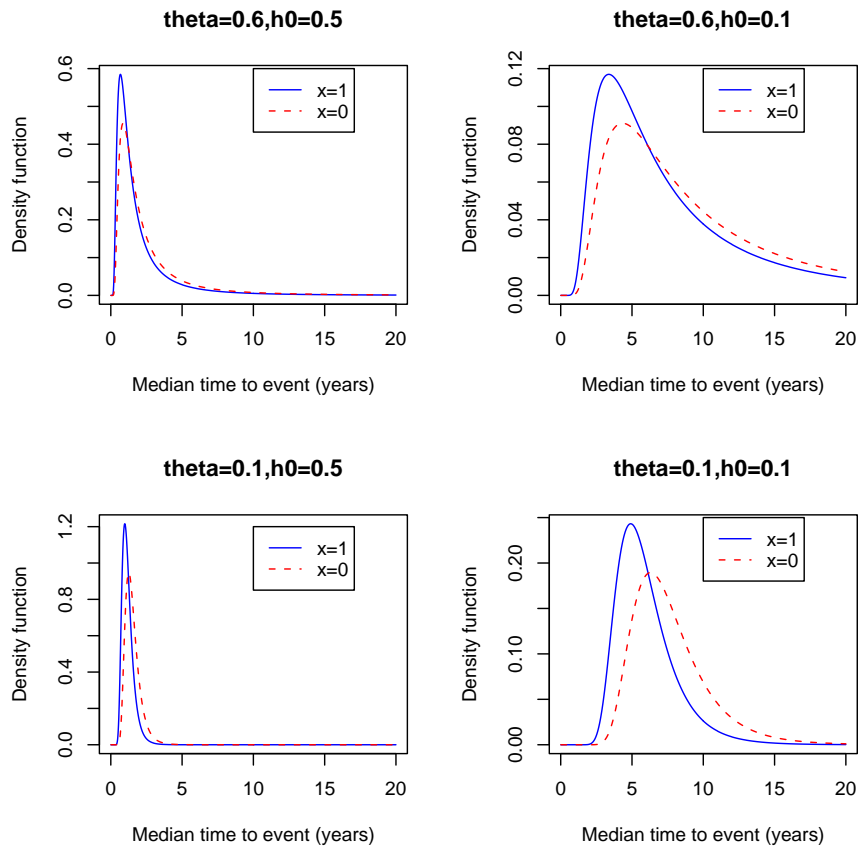 theta=0.6,h0=0.5
Density function
0.0
0.2
0.4
0.6
x=1
x=0
0
5
10
15
20
Median time to event (years)
theta=0.6,h0=0.1
Density function
0.00
0.04
0.08
0.12
x=1
x=0
0
5
10
15
20
Median time to event (years)
theta=0.1,h0=0.5
Density function
0.0
0.4
0.8
1.2
x=1
x=0
0
5
10
15
20
Median time to event (years)
theta=0.1,h0=0.1
Density function
0.00
0.10
0.20
x=1
x=0
0
5
10
15
20
Median time to event (years)